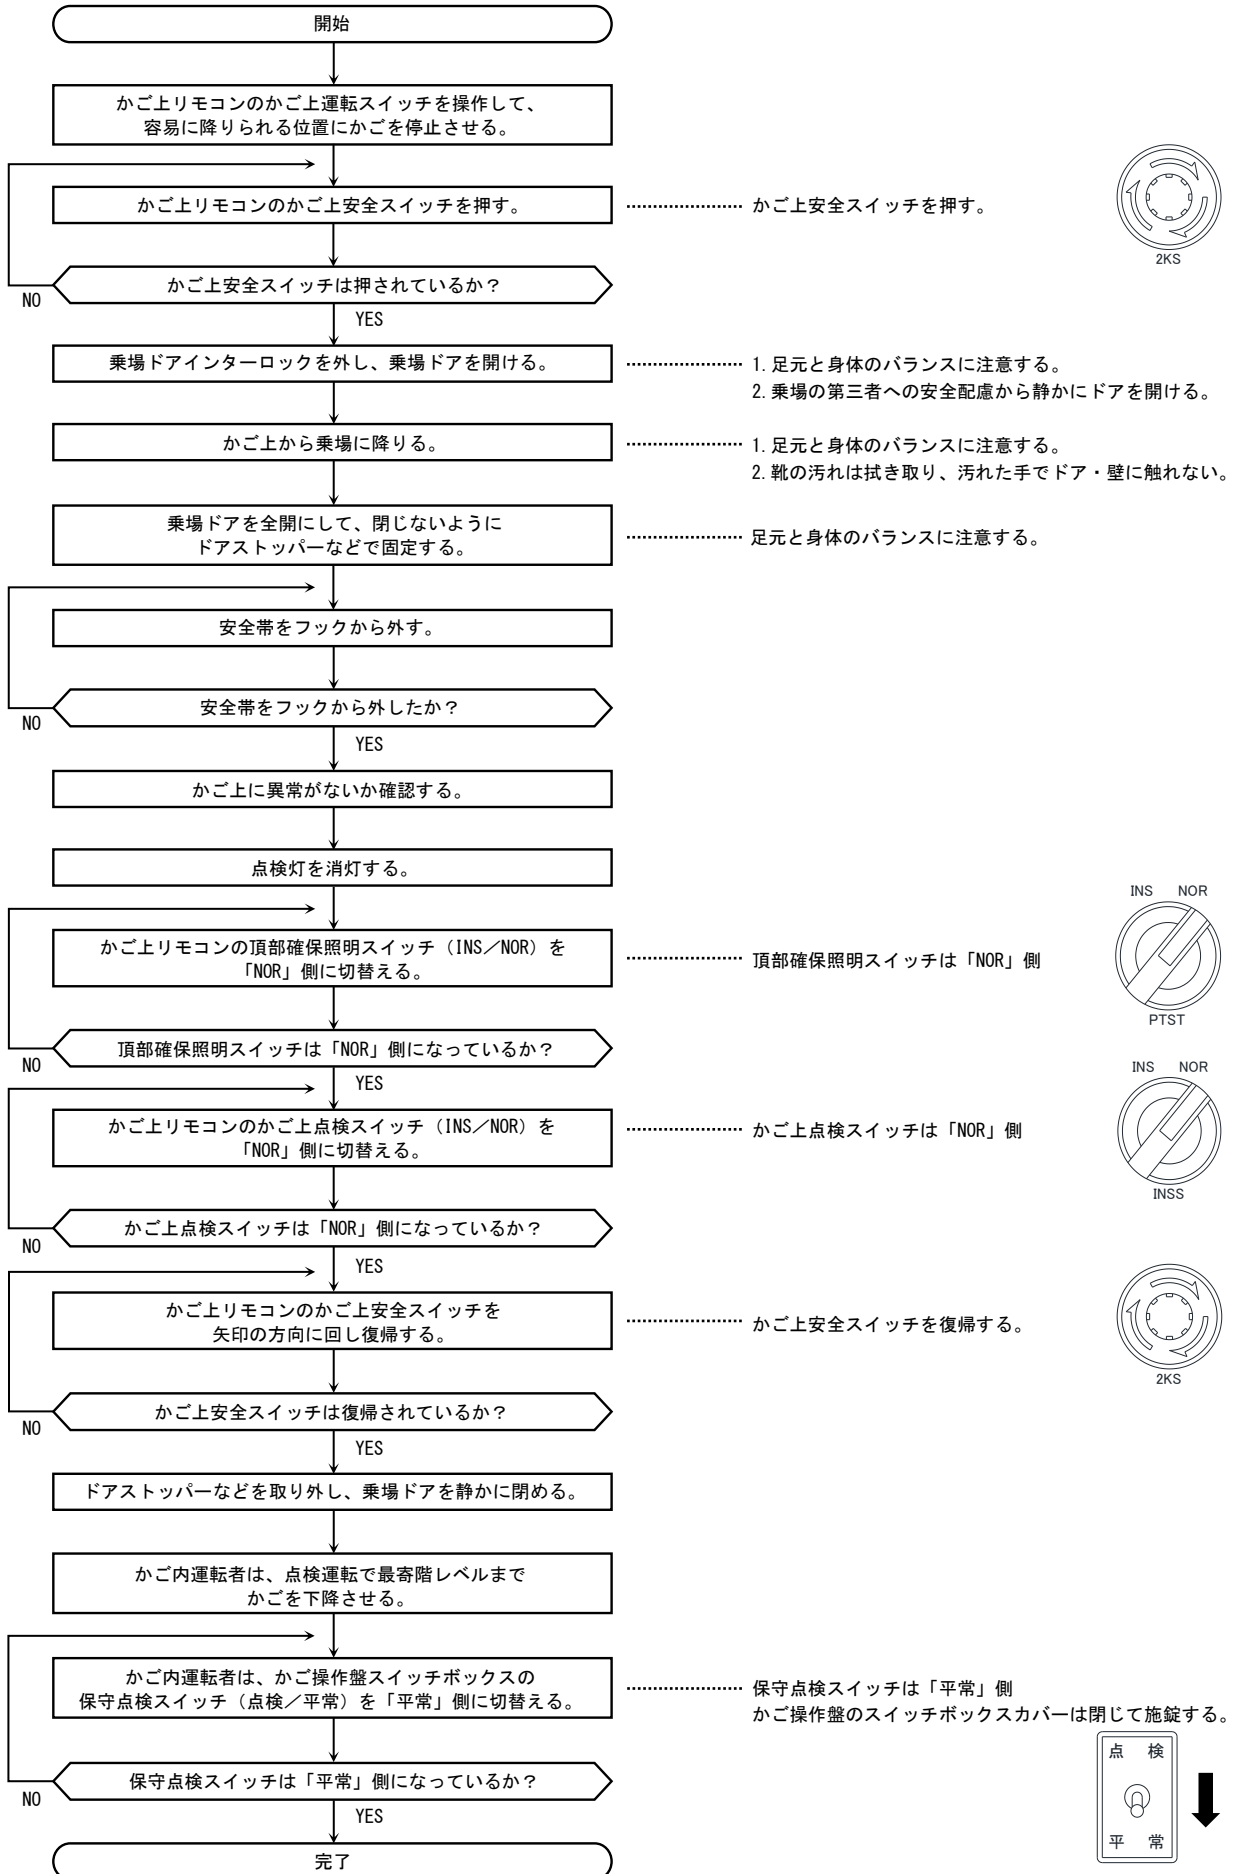 開始
かご上リモコンのかご上運転スイッチを操作して、
容易に降りられる位置にかごを停止させる。
かご上リモコンのかご上安全スイッチを押す。
かご上安全スイッチを押す。
2KS
かご上安全スイッチは押されているか？
NO
YES
乗場ドアインターロックを外し、乗場ドアを開ける。
1. 足元と身体のバランスに注意する。
2. 乗場の第三者への安全配慮から静かにドアを開ける。
かご上から乗場に降りる。
1. 足元と身体のバランスに注意する。
2. 靴の汚れは拭き取り、汚れた手でドア・壁に触れない。
乗場ドアを全開にして、閉じないように
ドアストッパーなどで固定する。
足元と身体のバランスに注意する。
安全帯をフックから外す。
安全帯をフックから外したか？
NO
YES
かご上に異常がないか確認する。
点検灯を消灯する。
INS NOR
かご上リモコンの頂部確保照明スイッチ（INS／NOR）を
「NOR」側に切替える。
頂部確保照明スイッチは「NOR」側
PTST
頂部確保照明スイッチは「NOR」側になっているか？
NO
YES
INS NOR
かご上リモコンのかご上点検スイッチ（INS／NOR）を
「NOR」側に切替える。
かご上点検スイッチは「NOR」側
INSS
かご上点検スイッチは「NOR」側になっているか？
NO
YES
かご上リモコンのかご上安全スイッチを
矢印の方向に回し復帰する。
かご上安全スイッチを復帰する。
2KS
かご上安全スイッチは復帰されているか？
NO
YES
ドアストッパーなどを取り外し、乗場ドアを静かに閉める。
かご内運転者は、点検運転で最寄階レベルまで
かごを下降させる。
かご内運転者は、かご操作盤スイッチボックスの
保守点検スイッチ（点検／平常）を「平常」側に切替える。
保守点検スイッチは「平常」側
かご操作盤のスイッチボックスカバーは閉じて施錠する。
点 検
平 常
保守点検スイッチは「平常」側になっているか？
NO
YES
完了